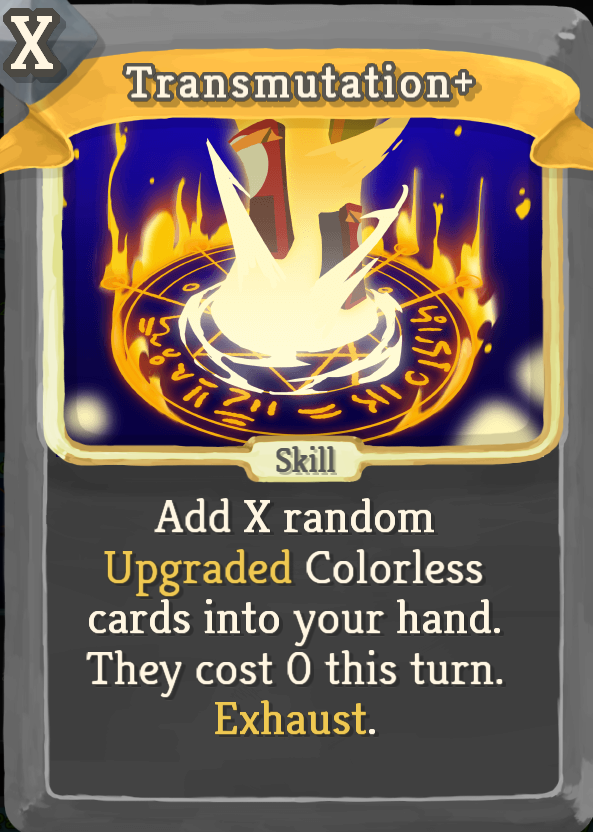 X
Transmutation+
Skill
Add X random
Upgraded Colorless
cards into your hand.
They cost 0 this turn.
Exhaust.